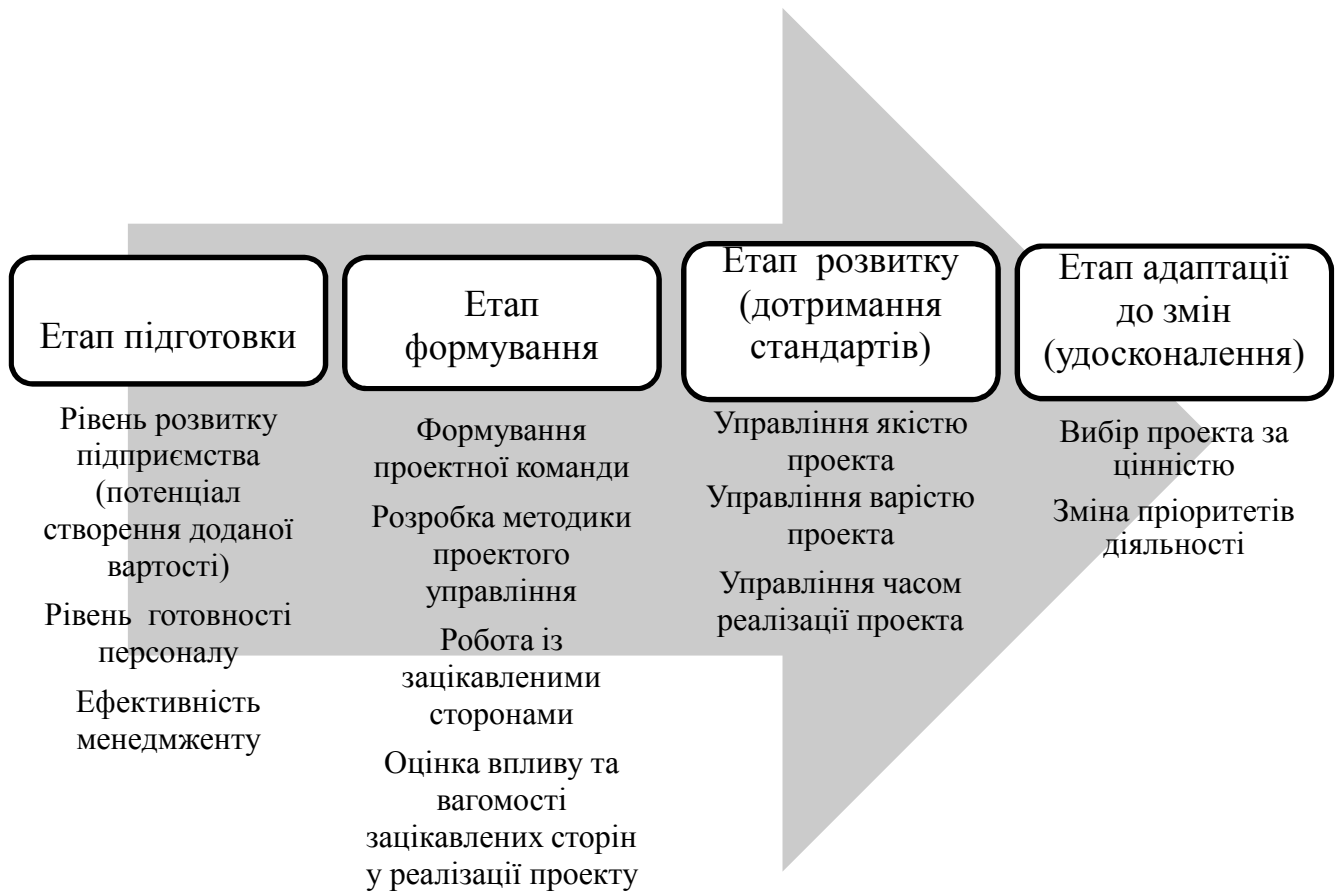 Етап підготовки
Рівень розвитку
підприємства
(потенціал
створення доданої
вартості)
Рівень готовності
персоналу
Ефективність
менедмженту
Етап
формування
Формування
проектної команди
Розробка методики
проектого
управління
Робота із
зацікавленими
сторонами
Оцінка впливу та
вагомості
зацікавлених сторін
у реалізації проекту
Етап розвитку
(дотримання
стандартів)
Управління якістю
проекта
Управління варістю
проекта
Управління часом
реалізації проекта
Етап адаптації
до змін
(удосконалення)
Вибір проекта за
цінністю
Зміна пріоритетів
діяльності